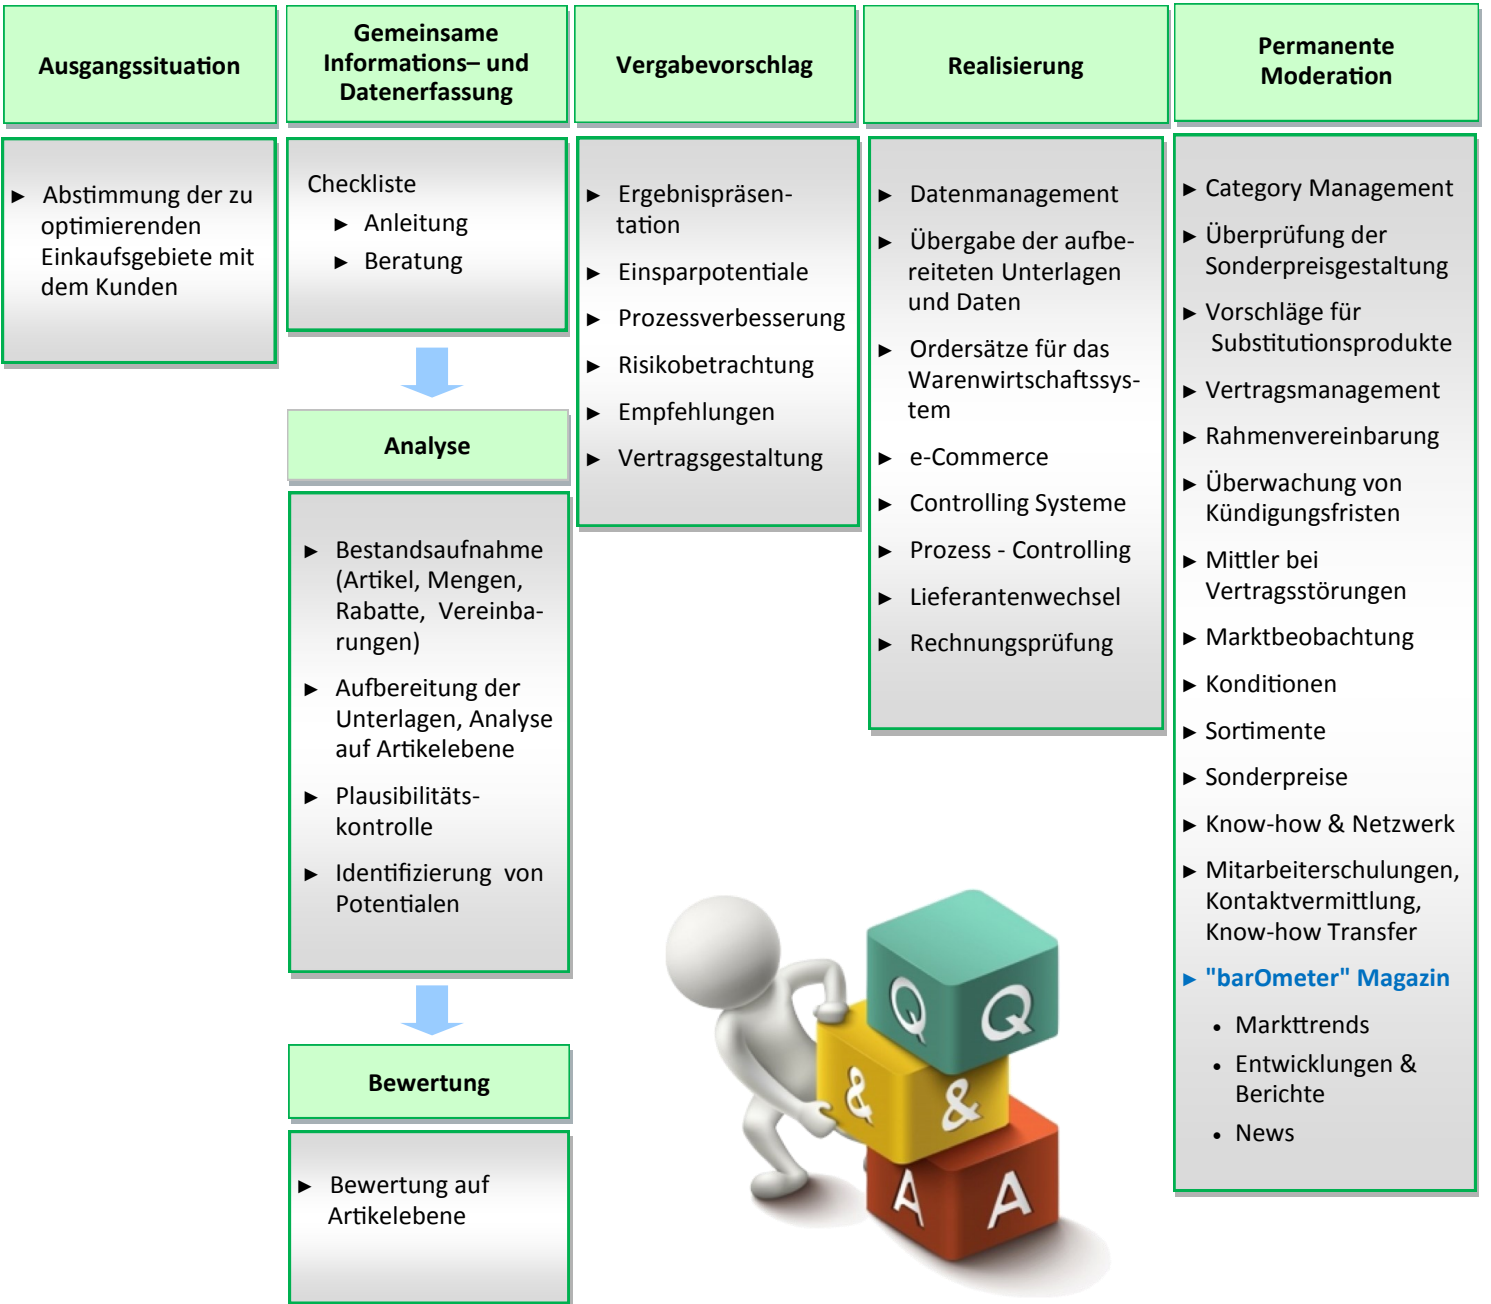 Ausgangssituation
► Abstimmung der zu
optimierenden
Einkaufsgebiete mit
dem Kunden
Gemeinsame
Informations– und
Datenerfassung
Checkliste
► Anleitung
► Beratung
Analyse
► Bestandsaufnahme
(Artikel, Mengen,
Rabatte, Vereinba-
rungen)
► Aufbereitung der
Unterlagen, Analyse
auf Artikelebene
► Plausibilitäts-
kontrolle
► Identifizierung von
Potentialen
Bewertung
► Bewertung auf
Artikelebene
Vergabevorschlag
► Ergebnispräsen-
tation
► Einsparpotentiale
► Prozessverbesserung
► Risikobetrachtung
► Empfehlungen
► Vertragsgestaltung
Realisierung
► Datenmanagement
► Übergabe der aufbe-
reiteten Unterlagen
und Daten
► Ordersätze für das
Warenwirtschaftssys-
tem
► e-Commerce
► Controlling Systeme
► Prozess - Controlling
► Lieferantenwechsel
► Rechnungsprüfung
Permanente
Moderation
► Category Management
► Überprüfung der
Sonderpreisgestaltung
► Vorschläge für
Substitutionsprodukte
► Vertragsmanagement
► Rahmenvereinbarung
► Überwachung von
Kündigungsfristen
► Mittler bei
Vertragsstörungen
► Marktbeobachtung
► Konditionen
► Sortimente
► Sonderpreise
► Know-how & Netzwerk
► Mitarbeiterschulungen,
Kontaktvermittlung,
Know-how Transfer
► "barOmeter" Magazin
• Markttrends
• Entwicklungen &
Berichte
• News
Q Q
& &
A A